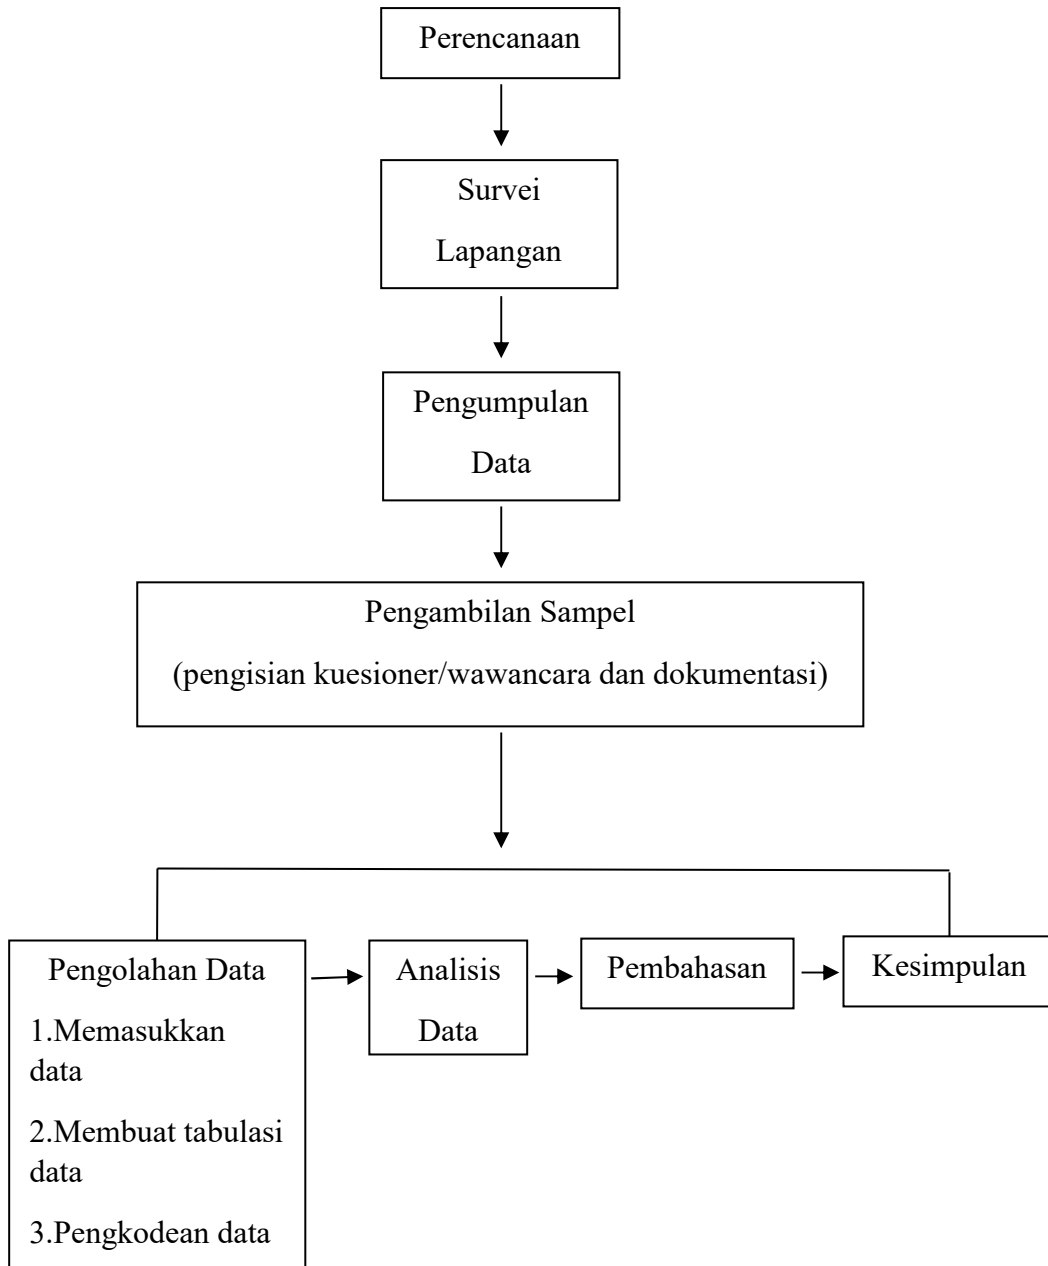 Perencanaan
Survei
Lapangan
Pengumpulan
Data
Pengambilan Sampel
(pengisian kuesioner/wawancara dan dokumentasi)
Pengolahan Data
1.Memasukkan
data
2.Membuat tabulasi
data
3.Pengkodean data
Analisis
Data
Pembahasan
Kesimpulan